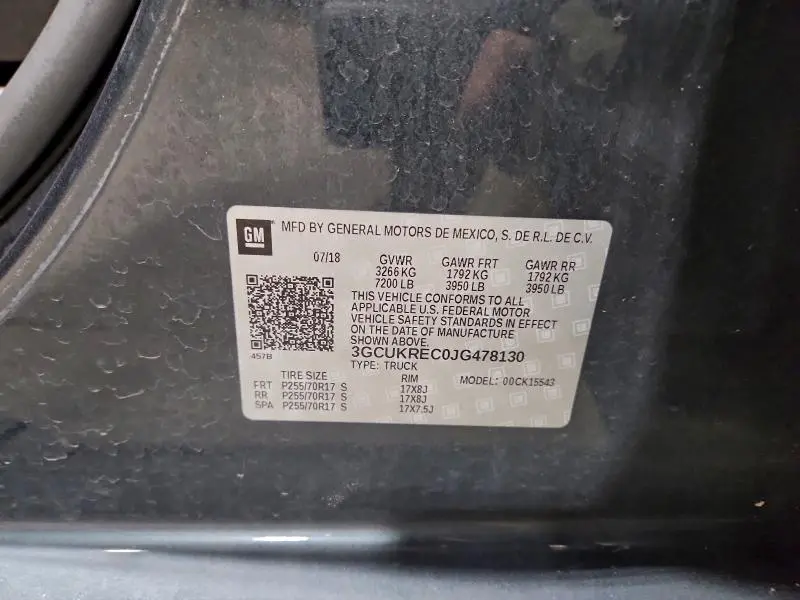 GM
MFD BY GENERAL MOTORS DE MEXICO, S. DE R.L. DE C.V.
07/18 GVWR GAWR FRT GAWR RR
3266 KG 1792 KG 1792 KG
7200 LB 3950 LB 3950 LB
THIS VEHICLE CONFORMS TO ALL
APPLICABLE U.S. FEDERAL MOTOR
VEHICLE SAFETY STANDARDS IN EFFECT
ON THE DATE OF MANUFACTURE
SHOWN ABOVE.
457B
3GCUKREC0JG478130
TYPE: TRUCK
TIRE SIZE RIM MODEL: 00CK15543
FRT P255/70R17 S 17X8J
RR P255/70R17 S 17X8J
SPA P255/70R17 S 17X7.5J